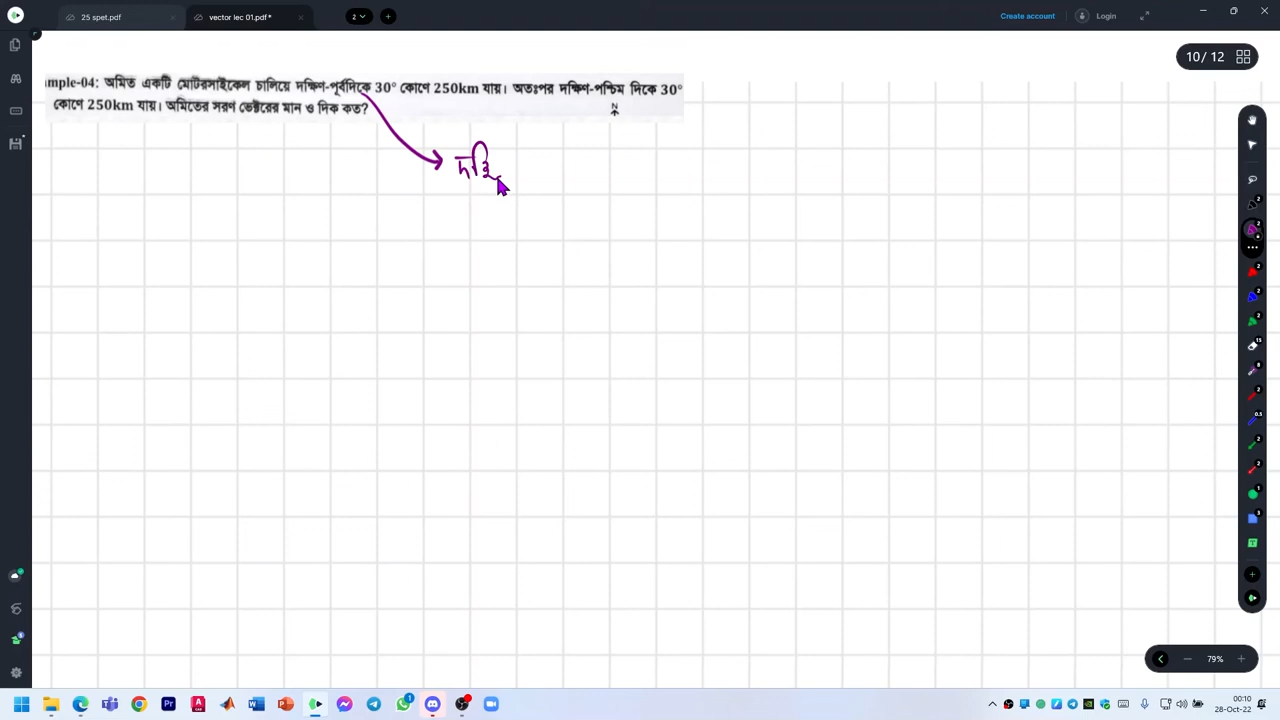 25 spet.pdf
vector lec 01.pdf*
2
Create account
Login
10/12
mple-04: অমিত একটি মোটরসাইকেল চালিয়ে দক্ষিণ-পূর্বদিকে 30° কোণে 250km যায়। অতঃপর দক্ষিণ-পশ্চিম দিকে 30°
কোণে 250km যায়। অমিতের সরণ ভেক্টরের মান ও দিক কত?
N
79%
00:10
28-Oct-22